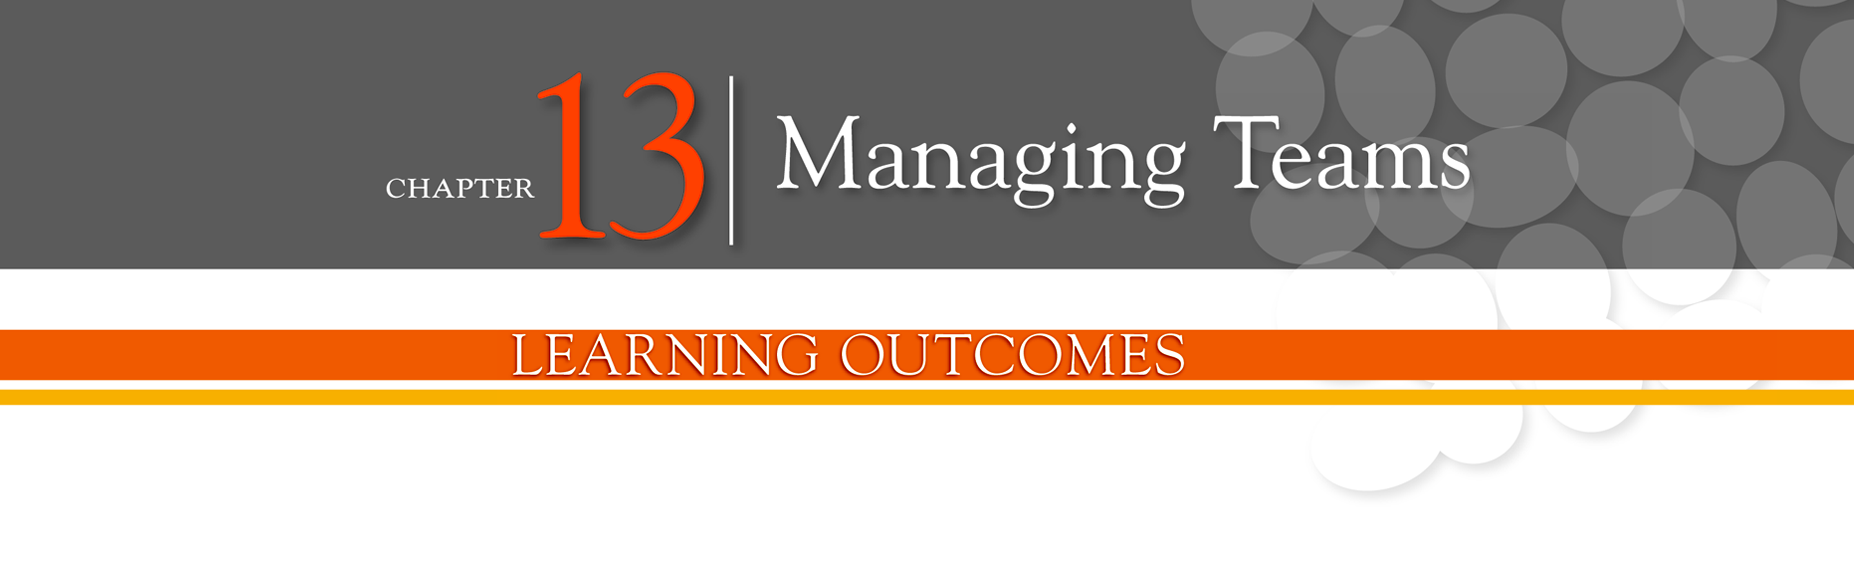 CHAPTER 13 Managing Teams
LEARNING OUTCOMES